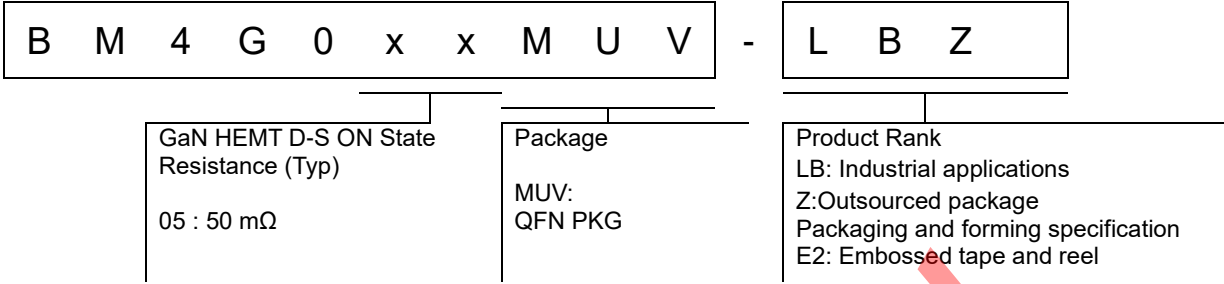 B M 4 G 0 x x M U V - L B Z
GaN HEMT D-S ON State
Resistance (Typ)
05 : 50 mΩ
Package
MUV:
QFN PKG
Product Rank
LB: Industrial applications
Z:Outsourced package
Packaging and forming specification
E2: Embossed tape and reel